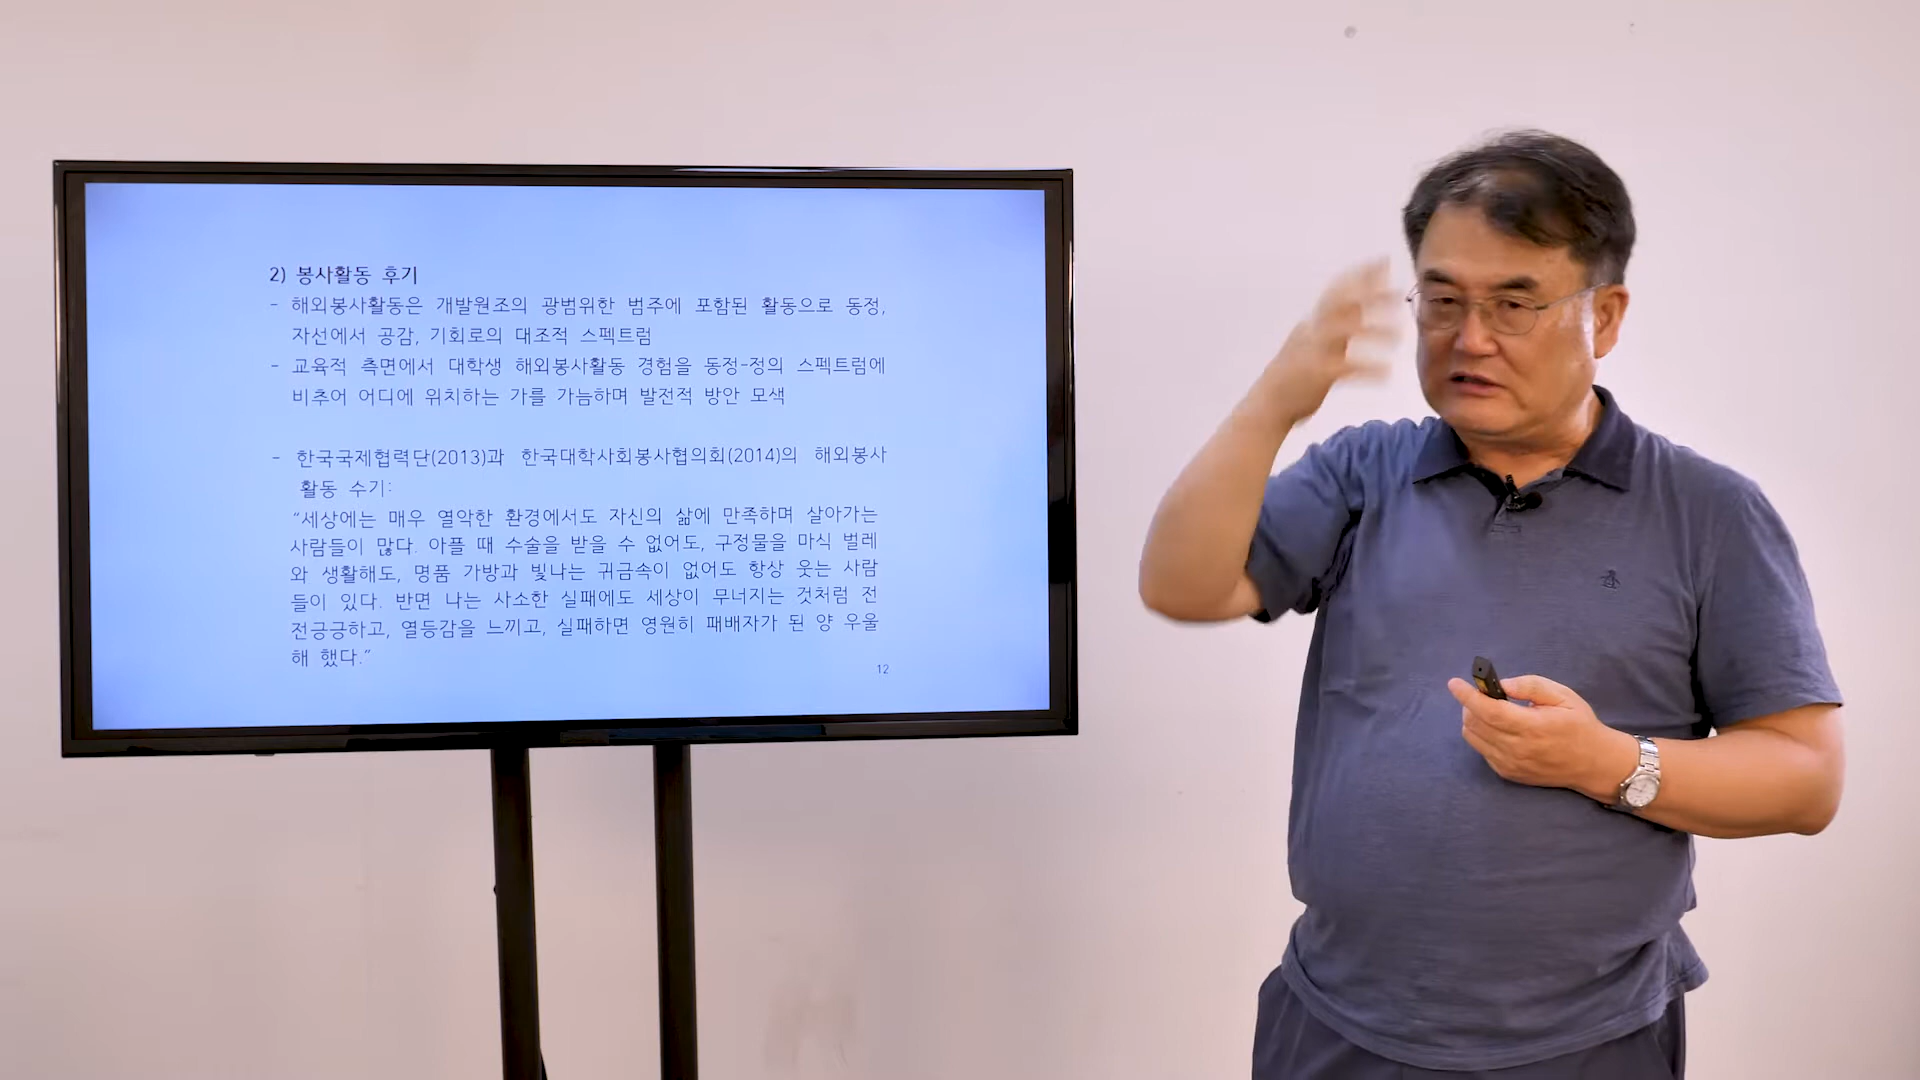 2) 봉사활동 후기
- 해외봉사활동은 개발원조의 광범위한 범주에 포함된 활동으로 동정,
자선에서 공감, 기회로의 대조적 스펙트럼
- 교육적 측면에서 대학생 해외봉사활동 경험을 동정-정의 스펙트럼에
비추어 어디에 위치하는 가를 가늠하며 발전적 방안 모색
- 한국국제협력단(2013)과 한국대학사회봉사협의회(2014)의 해외봉사
활동 수기:
“세상에는 매우 열악한 환경에서도 자신의 삶에 만족하며 살아가는
사람들이 많다. 아플 때 수술을 받을 수 없어도, 구정물을 마식 벌레
와 생활해도, 명품 가방과 빛나는 귀금속이 없어도 항상 웃는 사람
들이 있다. 반면 나는 사소한 실패에도 세상이 무너지는 것처럼 전
전긍긍하고, 열등감을 느끼고, 실패하면 영원히 패배자가 된 양 우울
해 했다.”
12